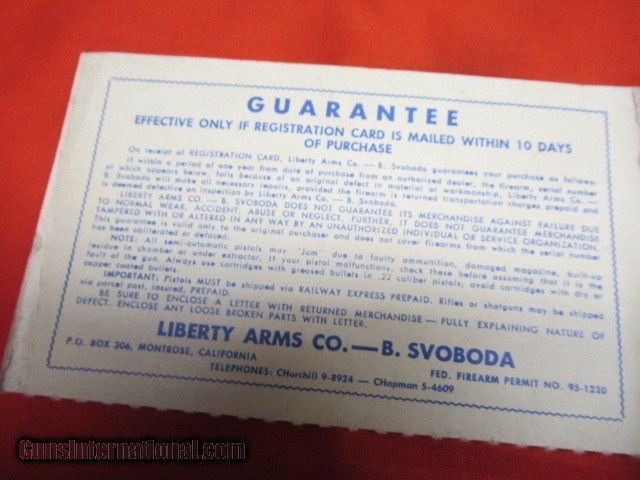 GUARANTEE
EFFECTIVE ONLY IF REGISTRATION CARD IS MAILED WITHIN 10 DAYS
OF PURCHASE
On receipt of REGISTRATION CARD, Liberty Arms Co. — B. Svoboda guarantees your purchase as follows:
If within a period of one year from date of purchase from an authorized dealer, the firearm, serial number
of which appears below, fails because of an original defect in material of workmanship, Liberty Arms Co. —
B. Svoboda will make all necessary repairs, provided the firearm is returned transportation charges prepaid and
is deemed defective on inspection by Liberty Arms Co. — B. Svoboda.
LIBERTY ARMS CO. — B. SVOBODA DOES NOT GUARANTEE ITS MERCHANDISE AGAINST FAILURE DUE
TO NORMAL WEAR, ACCIDENT, ABUSE OR NEGLECT. FURTHER, IT DOES NOT GUARANTEE MERCHANDISE
TAMPERED WITH OR ALTERED IN ANY WAY BY AN UNAUTHORIZED INDIVIDUAL OR SERVICE ORGANIZATION.
This guarantee is valid only to the original purchaser and does not cover firearms from which the serial number
has been obliterated or defaced.
NOTE: All semi-automatic pistols may "Jam" due to faulty ammunition, damaged magazine, built-up
residue in chamber or under extractor. If your pistol malfunctions, check these before assuming that it is the
fault of the gun. Always use cartridges with greased bullets in .22 caliber pistols; avoid cartridges with dry or
copper coated bullets.
IMPORTANT: Pistols MUST be shipped via RAILWAY EXPRESS PREPAID. Rifles or shotguns may be shipped
via parcel post, insured, PREPAID.
BE SURE TO ENCLOSE A LETTER WITH RETURNED MERCHANDISE — FULLY EXPLAINING NATURE OF
DEFECT. ENCLOSE ANY LOOSE BROKEN PARTS WITH LETTER.
LIBERTY ARMS CO. — B. SVOBODA
P.O. BOX 306, MONTROSE, CALIFORNIA
FED. FIREARM PERMIT NO. 95-1220
TELEPHONES: CHurchill 9-8924 — CHapman 5-4609
GunsInternational.com